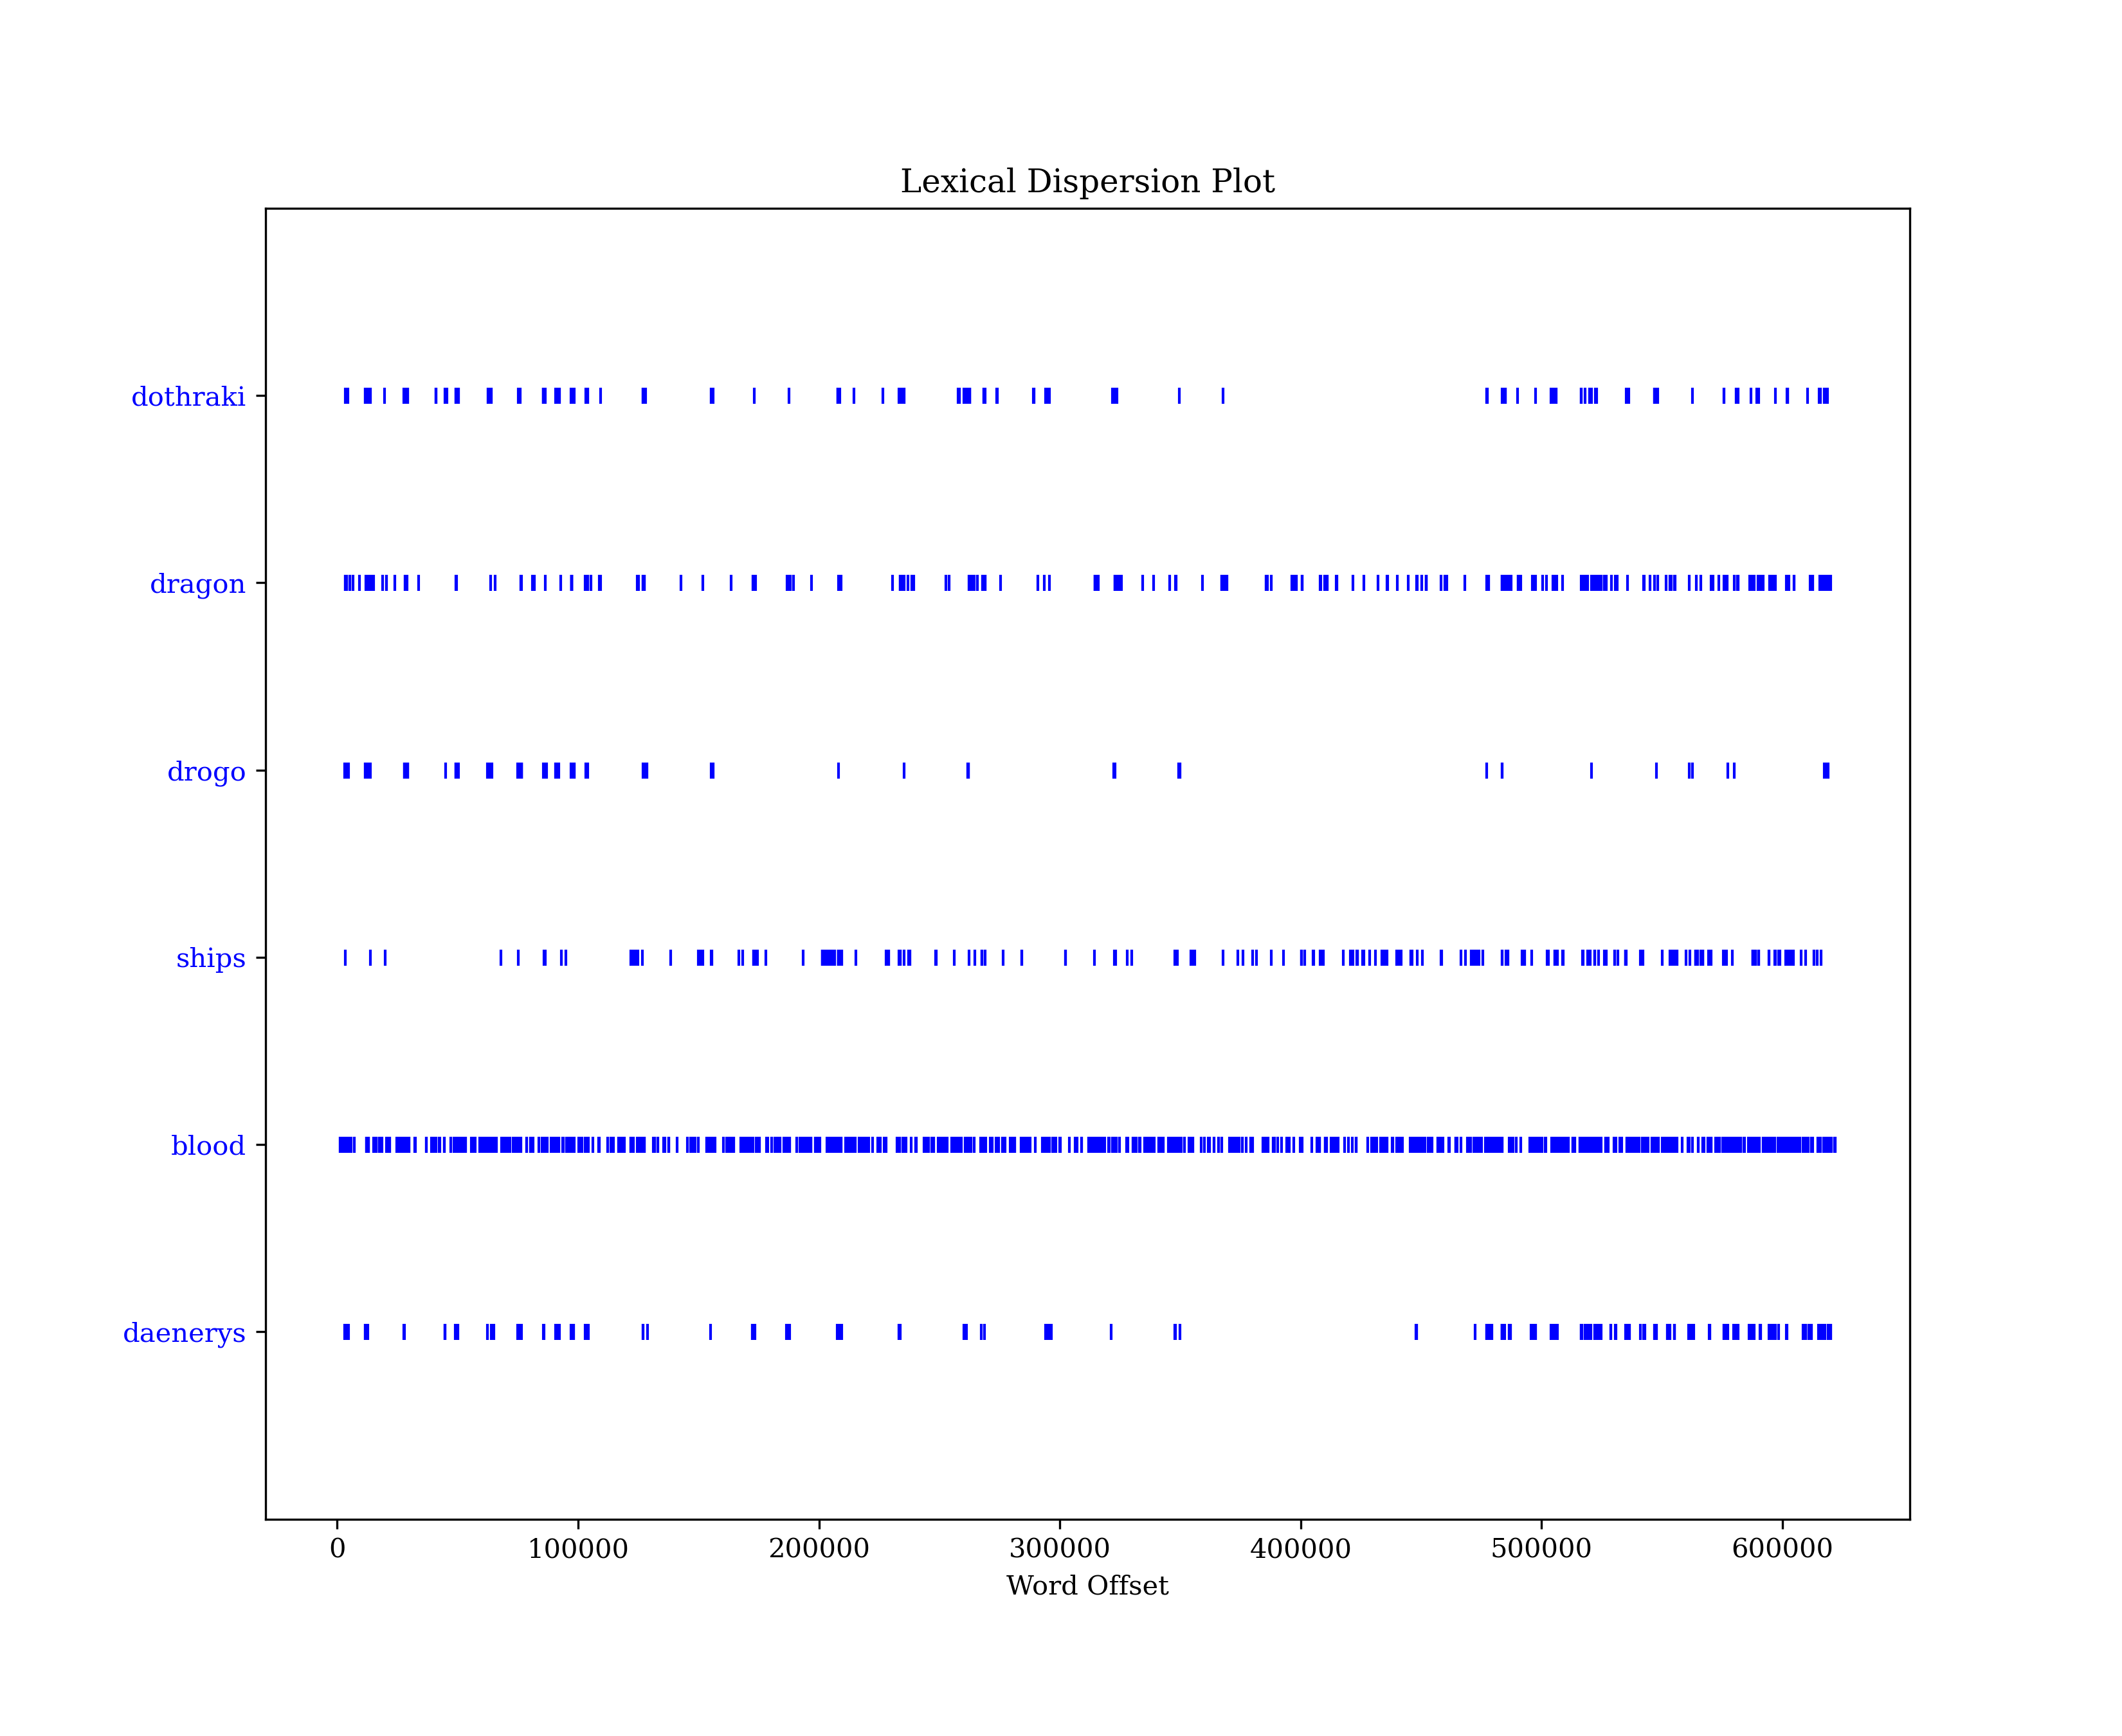 Lexical Dispersion Plot
dothraki
dragon
drogo
ships
blood
daenerys
0 100000 200000 300000 400000 500000 600000
Word Offset